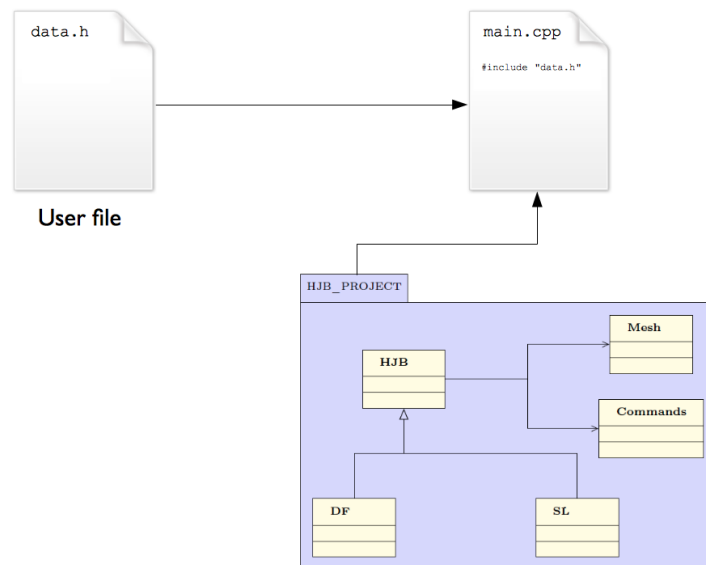 data.h
main.cpp
#include "data.h"
User file
HJB_PROJECT
Mesh
HJB
Commands
DF
SL